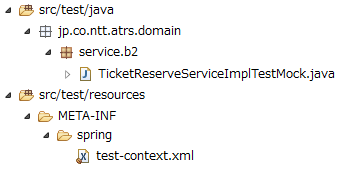 src/test/java
jp.co.ntt.atrs.domain
service.b2
TicketReserveServiceImplTestMock.java
src/test/resources
META-INF
spring
test-context.xml